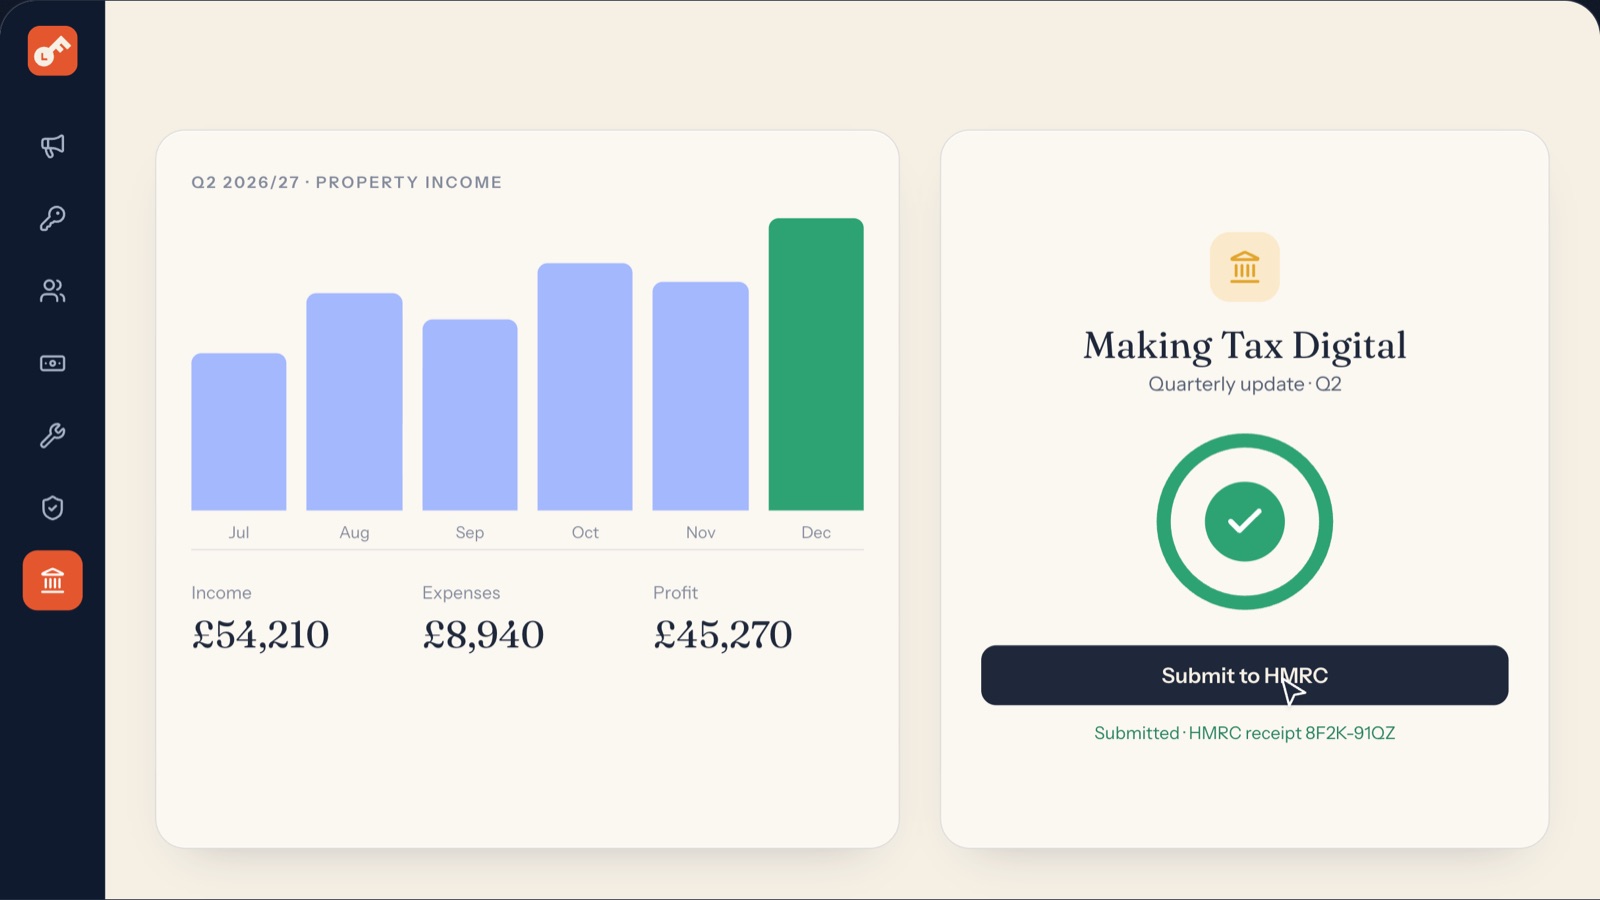 L
Q2 2026/27 · PROPERTY INCOME
Jul Aug Sep Oct Nov Dec
Income Expenses Profit
£54,210 £8,940 £45,270
Making Tax Digital
Quarterly update · Q2
Submit to HMRC
Submitted · HMRC receipt 8F2K-91QZ